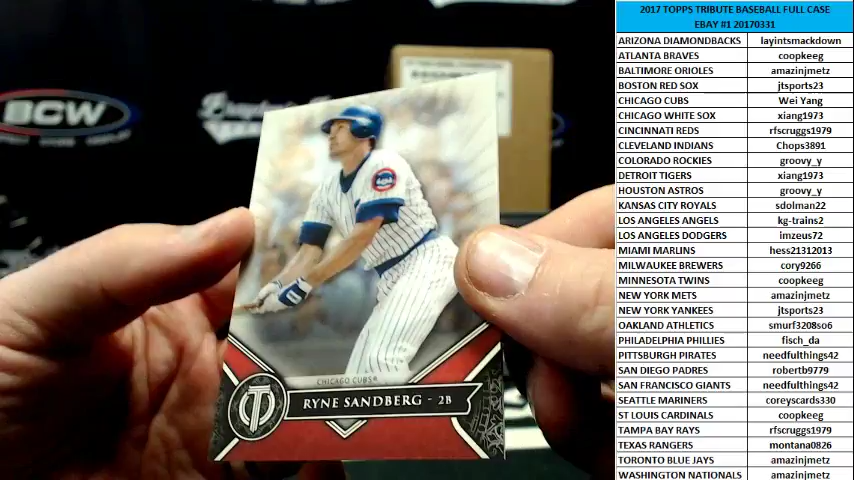 BCW
CHICAGO CUBS
RYNE SANDBERG - 2B
2017 TOPPS TRIBUTE BASEBALL FULL CASE
EBAY #1 20170331
ARIZONA DIAMONDBACKS layintsmackdown
ATLANTA BRAVES coopkeeg
BALTIMORE ORIOLES amazinjmetz
BOSTON RED SOX jtsports23
CHICAGO CUBS Wei Yang
CHICAGO WHITE SOX xiang1973
CINCINNATI REDS rfscruggs1979
CLEVELAND INDIANS Chops3891
COLORADO ROCKIES groovy_y
DETROIT TIGERS xiang1973
HOUSTON ASTROS groovy_y
KANSAS CITY ROYALS sdolman22
LOS ANGELES ANGELS kg-trains2
LOS ANGELES DODGERS imzeus72
MIAMI MARLINS hess21312013
MILWAUKEE BREWERS cory9266
MINNESOTA TWINS coopkeeg
NEW YORK METS amazinjmetz
NEW YORK YANKEES jtsports23
OAKLAND ATHLETICS smurf3208so6
PHILADELPHIA PHILLIES fisch_da
PITTSBURGH PIRATES needfulthings42
SAN DIEGO PADRES robertb9779
SAN FRANCISCO GIANTS needfulthings42
SEATTLE MARINERS coreyscards330
ST LOUIS CARDINALS coopkeeg
TAMPA BAY RAYS rfscruggs1979
TEXAS RANGERS montana0826
TORONTO BLUE JAYS amazinjmetz
WASHINGTON NATIONALS amazinjmetz